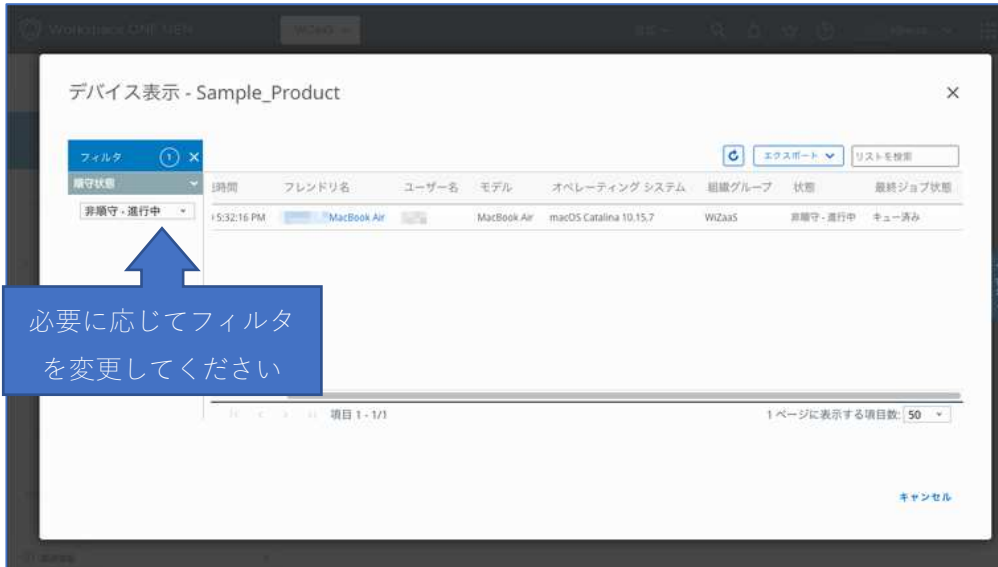 Workspace ONE UEM
WiZaaS
デバイス表示 - Sample_Product
フィルタ 1
エクスポート
リストを検索
順守状態
時間 フレンドリ名 ユーザー名 モデル オペレーティング システム 組織グループ 状態 最終ジョブ状態
非順守 - 進行中
5:32:16 PM MacBook Air MacBook Air macOS Catalina 10.15.7 WiZaaS 非順守 - 進行中 キュー済み
必要に応じてフィルタ
を変更してください
項目 1 - 1/1
1 ページに表示する項目数: 50
キャンセル